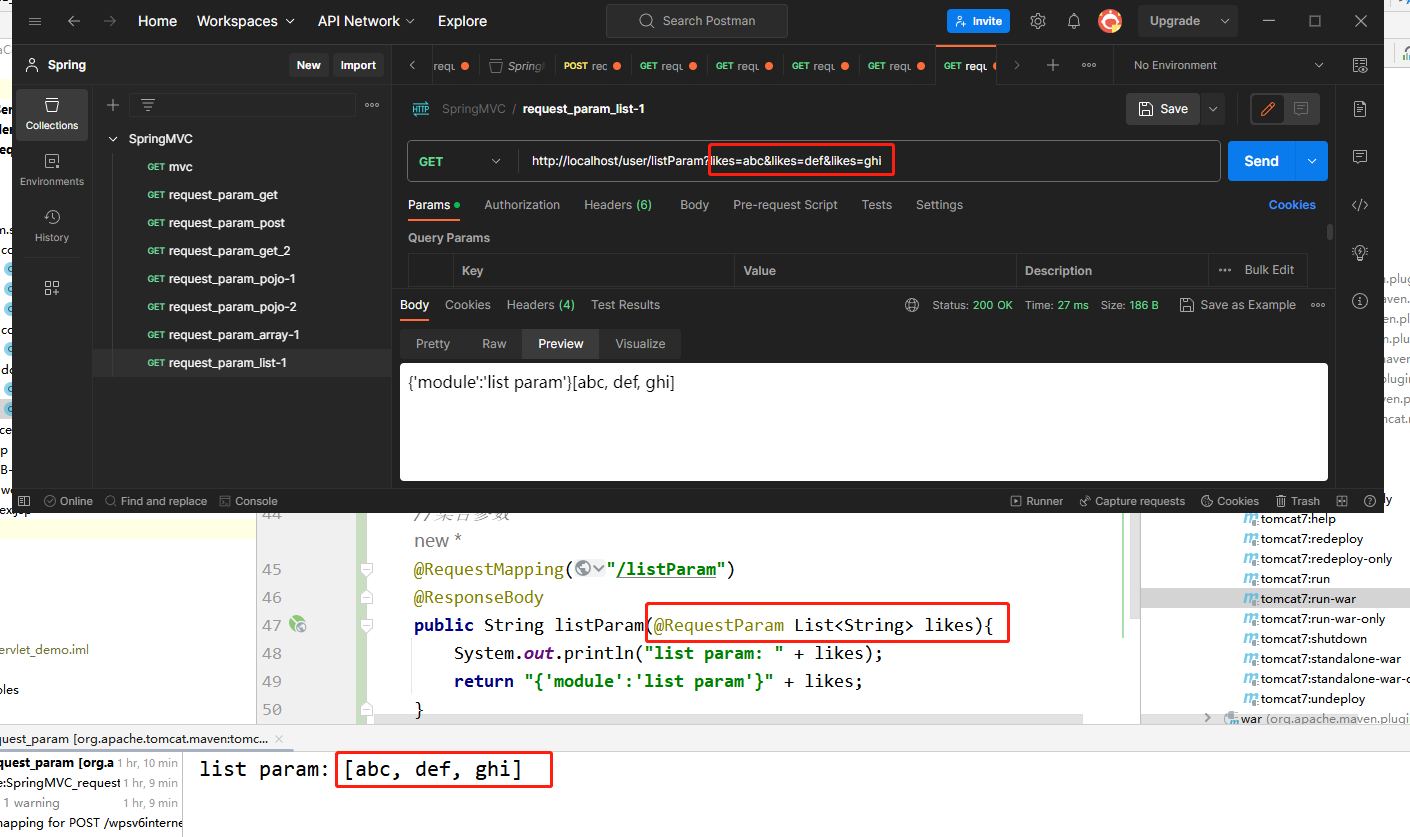 Home Workspaces API Network Explore Search Postman Invite Upgrade
Spring New Import requ Spring POST rec GET requ GET requ GET requ GET requ GET requ No Environment
Collections
Environments
History
SpringMVC
GET mvc
GET request_param_get
GET request_param_post
GET request_param_get_2
GET request_param_pojo-1
GET request_param_pojo-2
GET request_param_array-1
GET request_param_list-1
HTTP SpringMVC / request_param_list-1 Save
GET http://localhost/user/listParam?likes=abc&likes=def&likes=ghi Send
Params Authorization Headers (6) Body Pre-request Script Tests Settings Cookies
Query Params
Key Value Description Bulk Edit
Body Cookies Headers (4) Test Results Status: 200 OK Time: 27 ms Size: 186 B Save as Example
Pretty Raw Preview Visualize
{'module':'list param'}[abc, def, ghi]
Online Find and replace Console Runner Capture requests Cookies Trash
44 //集合参数
new *
45 @RequestMapping("/listParam")
46 @ResponseBody
47 public String listParam(@RequestParam List<String> likes){
48 System.out.println("list param: " + likes);
49 return "{'module':'list param'}" + likes;
50 }
tomcat7:help
tomcat7:redeploy
tomcat7:redeploy-only
tomcat7:run
tomcat7:run-war
tomcat7:run-war-only
tomcat7:shutdown
tomcat7:standalone-war
tomcat7:standalone-war-o
tomcat7:undeploy
war (org.apache.maven.plugi
ervlet_demo.iml
oles
quest_param [org.apache.tomcat.maven:tomc...
quest_param [org.a 1 hr, 10 min
e:SpringMVC_request 1 hr, 9 min
1 warning 1 hr, 9 min
mapping for POST /wpsv6interne
list param: [abc, def, ghi]